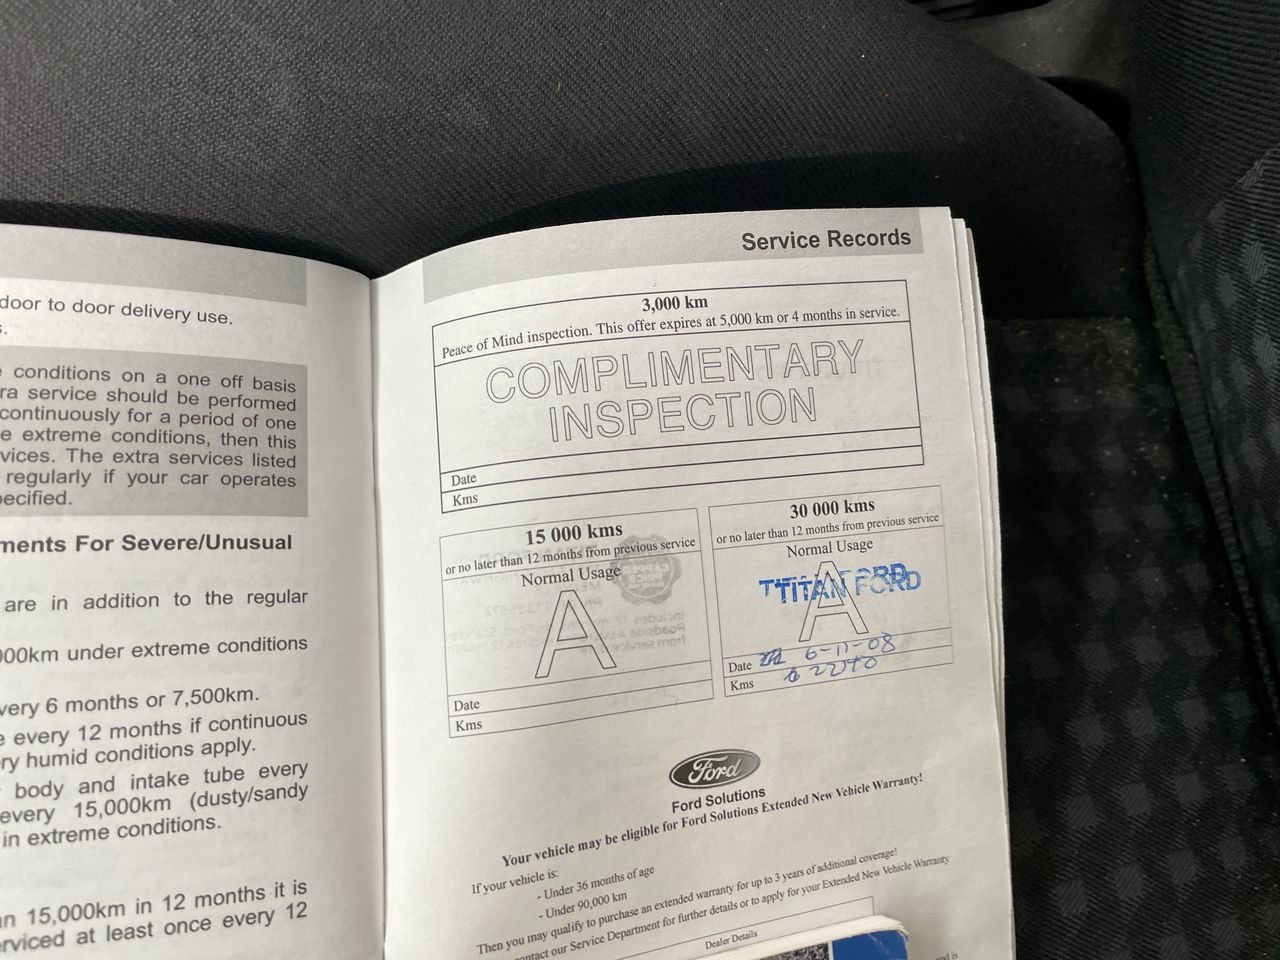 door to door delivery use.
conditions on a one off basis
ra service should be performed
continuously for a period of one
e extreme conditions, then this
vices. The extra services listed
regularly if your car operates
pecified.
ments For Severe/Unusual
are in addition to the regular
000km under extreme conditions
very 6 months or 7,500km.
e every 12 months if continuous
ry humid conditions apply.
body and intake tube every
every 15,000km (dusty/sandy
in extreme conditions.
an 15,000km in 12 months it is
erviced at least once every 12
Service Records
3,000 km
Peace of Mind inspection. This offer expires at 5,000 km or 4 months in service.
COMPLIMENTARY
INSPECTION
Date
Kms
15 000 kms
or no later than 12 months from previous service
Normal Usage
A
Date
Kms
30 000 kms
or no later than 12 months from previous service
Normal Usage
A
TITAN FORD
Date 6-11-08
Kms
Ford
Ford Solutions
Your vehicle may be eligible for Ford Solutions Extended New Vehicle Warranty!
If your vehicle is:
- Under 36 months of age
- Under 90,000 km
Then you may qualify to purchase an extended warranty for up to 3 years of additional coverage!
ontact our Service Department for further details or to apply for your Extended New Vehicle Warranty
Dealer Details